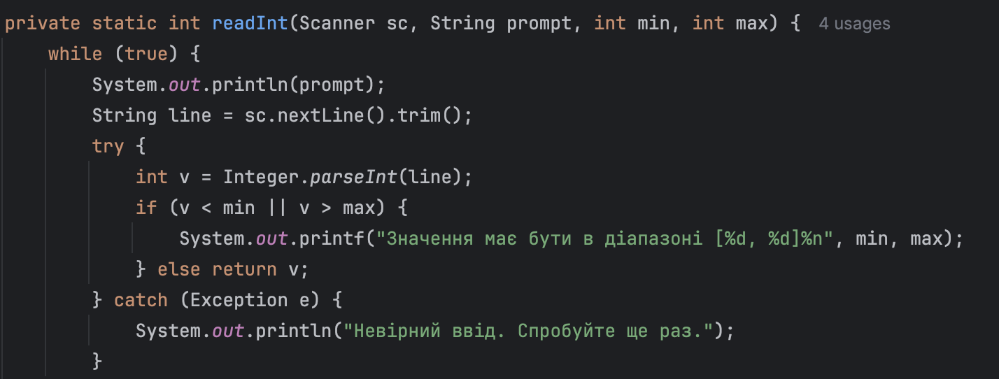 private static int readInt(Scanner sc, String prompt, int min, int max) { 4 usages
while (true) {
System.out.println(prompt);
String line = sc.nextLine().trim();
try {
int v = Integer.parseInt(line);
if (v < min || v > max) {
System.out.printf("Значення має бути в діапазоні [%d, %d]%n", min, max);
} else return v;
} catch (Exception e) {
System.out.println("Невірний ввід. Спробуйте ще раз.");
}